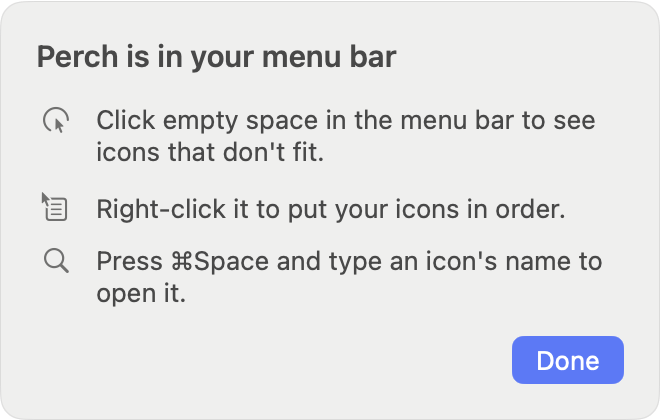 Perch is in your menu bar
Click empty space in the menu bar to see
icons that don't fit.
Right-click it to put your icons in order.
Press ⌘Space and type an icon's name to
open it.
Done